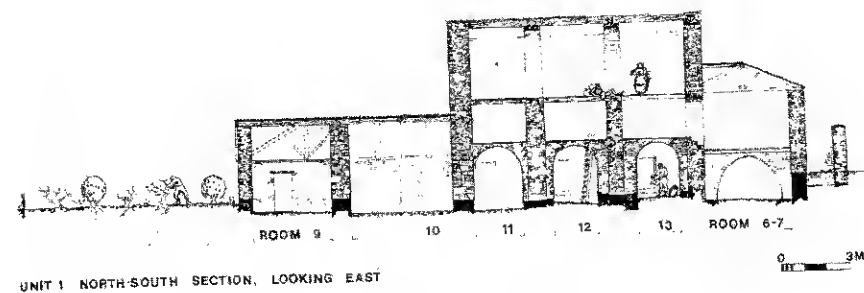 ROOM 9 10 11 12 13 ROOM 6-7
0 3M
UNIT 1 NORTH-SOUTH SECTION, LOOKING EAST